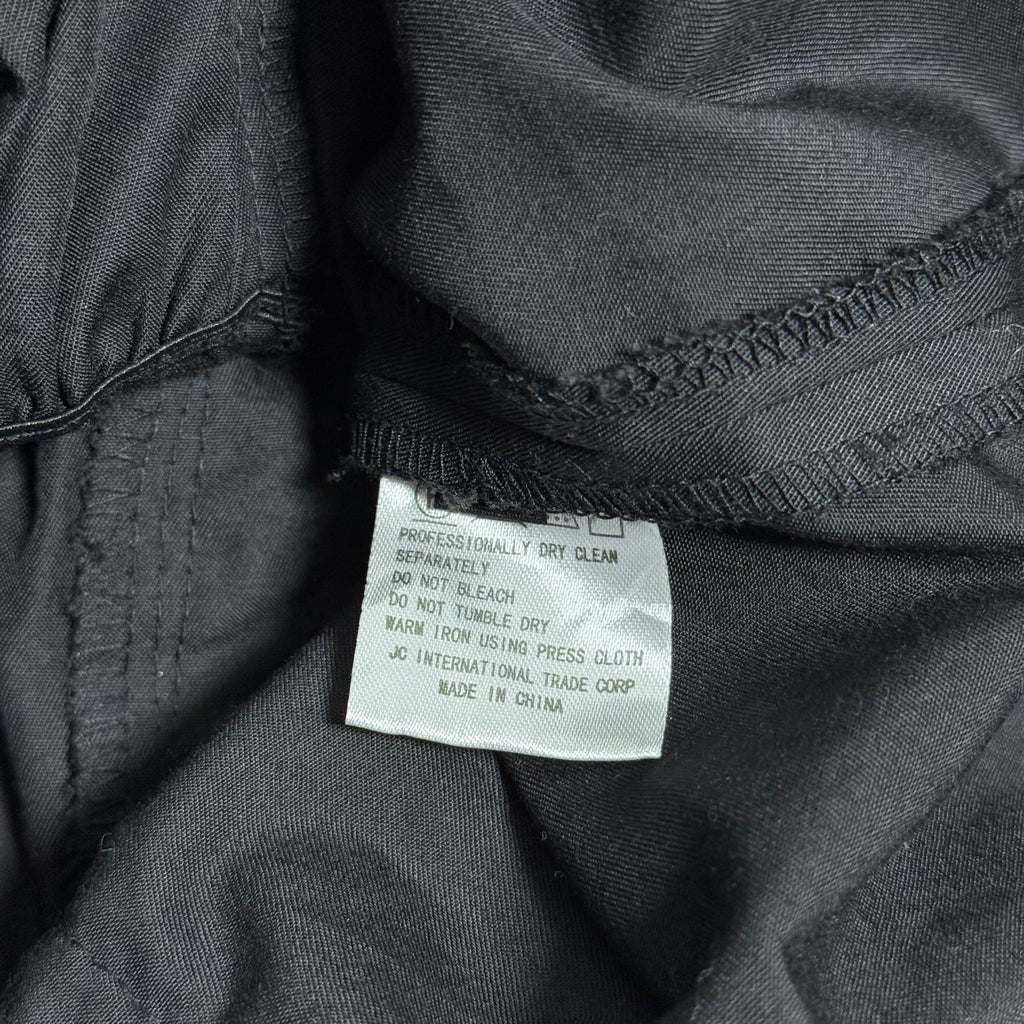 PROFESSIONALLY DRY CLEAN
SEPARATELY
DO NOT BLEACH
DO NOT TUMBLE DRY
WARM IRON USING PRESS CLOTH
JC INTERNATIONAL TRADE CORP
MADE IN CHINA